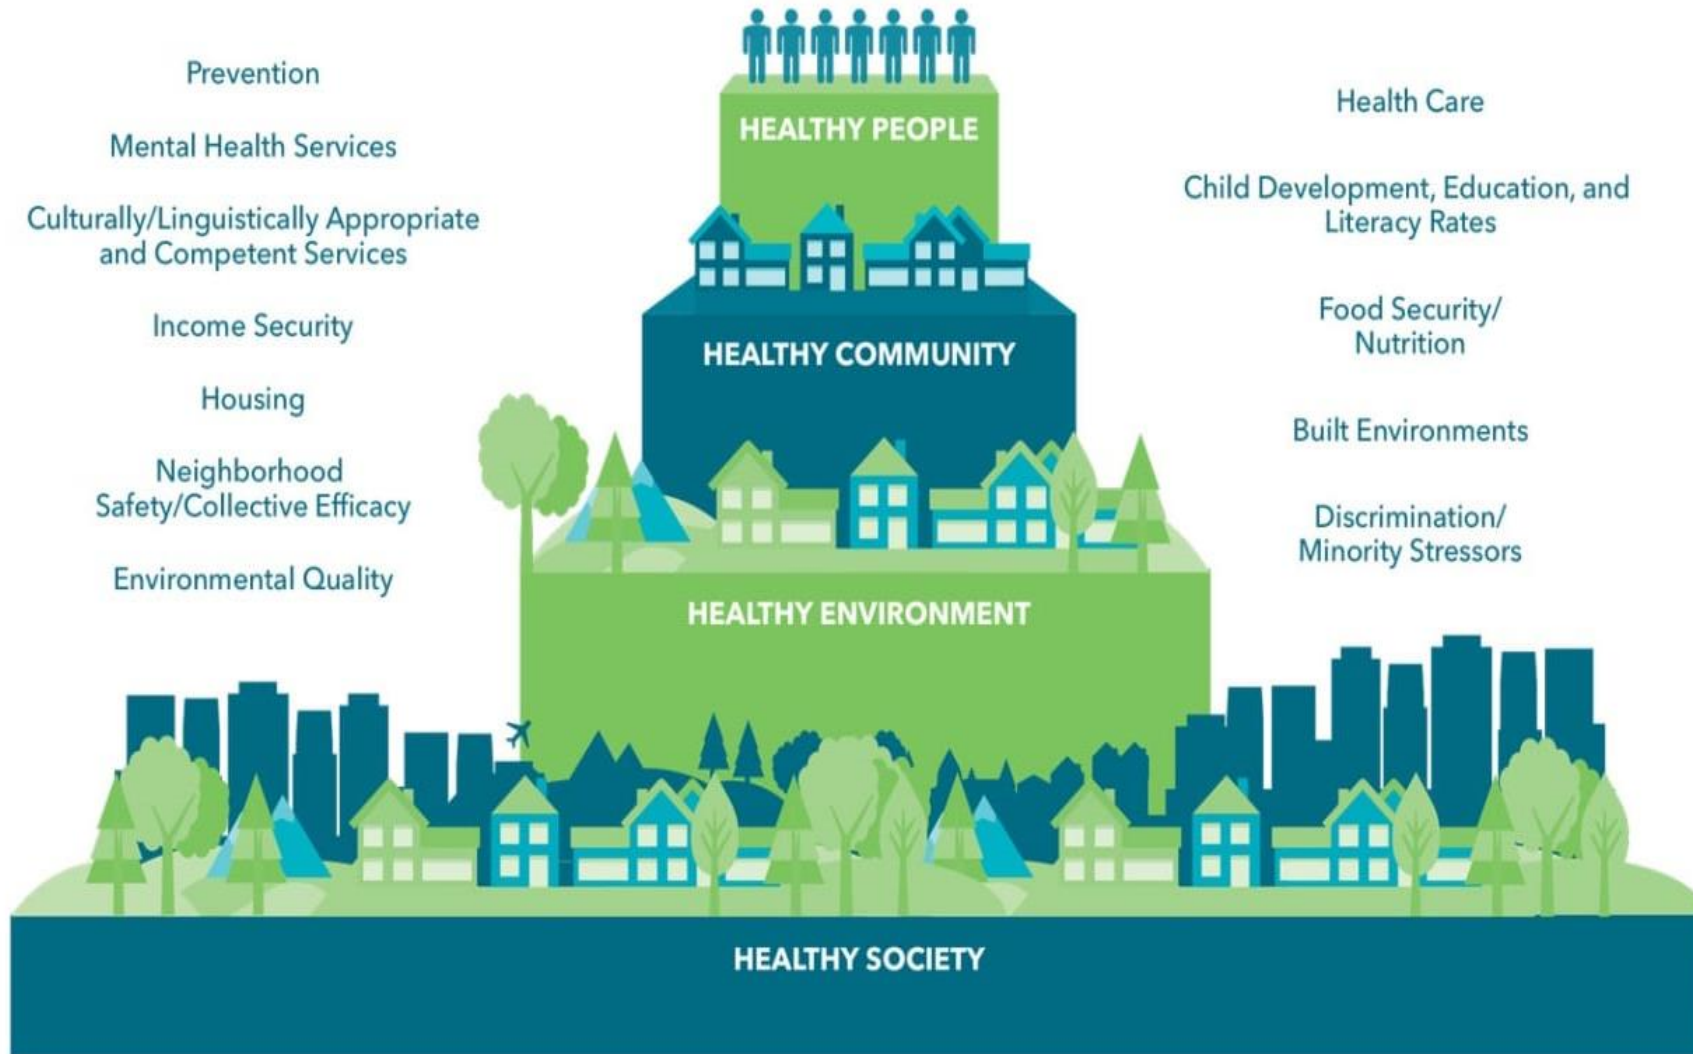 Prevention
Mental Health Services
Culturally/Linguistically Appropriate
and Competent Services
Income Security
Housing
Neighborhood
Safety/Collective Efficacy
Environmental Quality
HEALTHY PEOPLE
HEALTHY COMMUNITY
HEALTHY ENVIRONMENT
HEALTHY SOCIETY
Health Care
Child Development, Education, and
Literacy Rates
Food Security/
Nutrition
Built Environments
Discrimination/
Minority Stressors